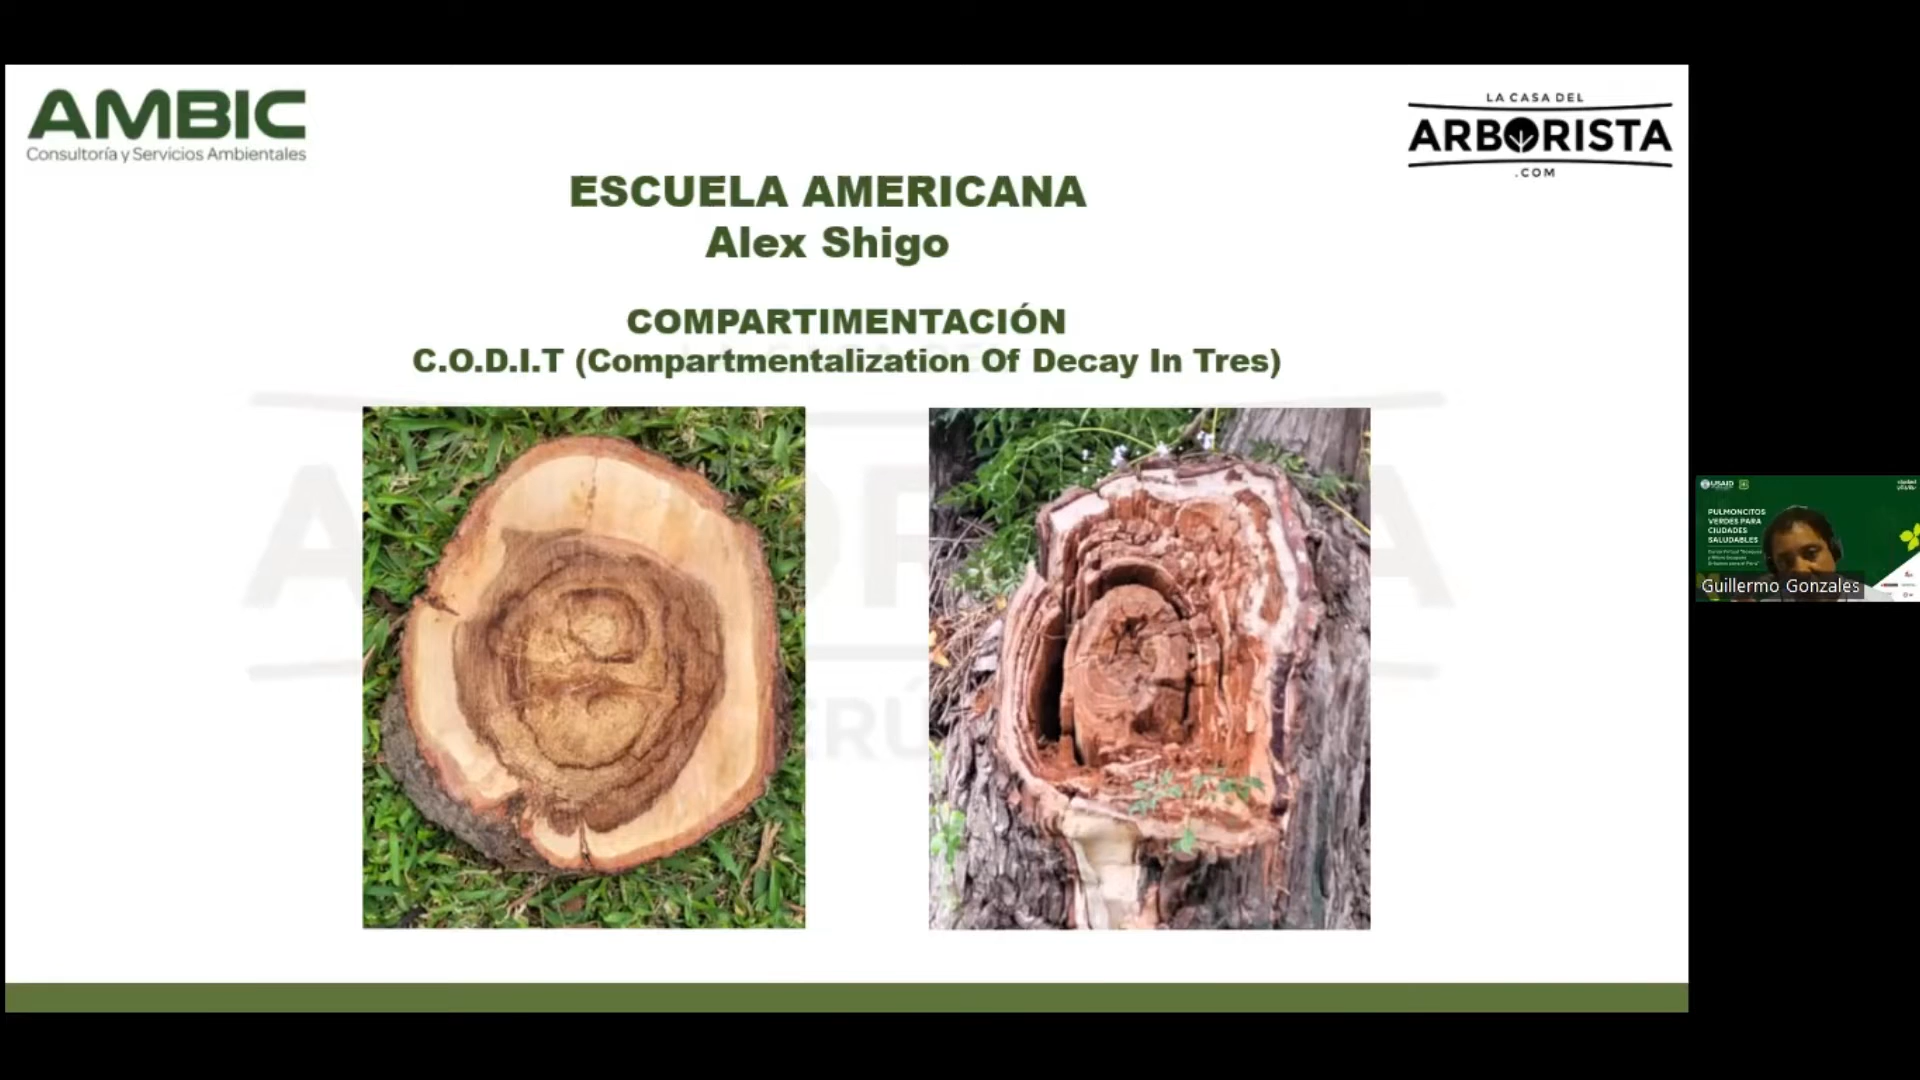 AMBIC
Consultoría y Servicios Ambientales
LA CASA DEL
ARBORISTA
.COM
ESCUELA AMERICANA
Alex Shigo
COMPARTIMENTACIÓN
C.O.D.I.T (Compartmentalization Of Decay In Tres)
USAID
PULMONCITOS
VERDES PARA
CIUDADES
SALUDABLES
Guillermo Gonzales